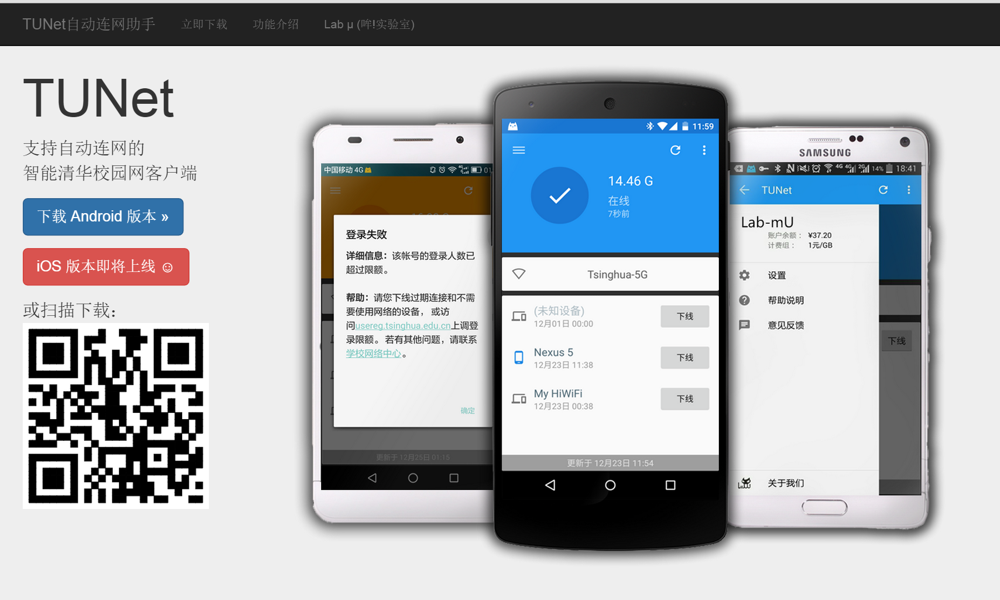 TUNet自动连网助手
立即下载
功能介绍
Lab μ (哞!实验室)
TUNet
支持自动连网的
智能清华校园网客户端
下载 Android 版本 »
iOS 版本即将上线 ☺
或扫描下载：
中国移动 4G
登录失败
详细信息：该帐号的登录人数已
超过限额。
帮助：请您下线过期连接和不需
要使用网络的设备，或访
问usereg.tsinghua.edu.cn上调登
录限额。若有其他问题，请联系
学校网络中心。
确定
更新于 12月25日 01:15
11:59
14.46 G
在线
7秒前
Tsinghua-5G
(未知设备)
12月01日 00:00
下线
Nexus 5
12月23日 11:38
下线
My HiWiFi
12月23日 00:38
下线
更新于 12月23日 11:54
SAMSUNG
4G 4G 2G 14% 18:41
TUNet
Lab-mU
账户余额： ¥37.20
计费组： 1元/GB
设置
帮助说明
意见反馈
下线
关于我们